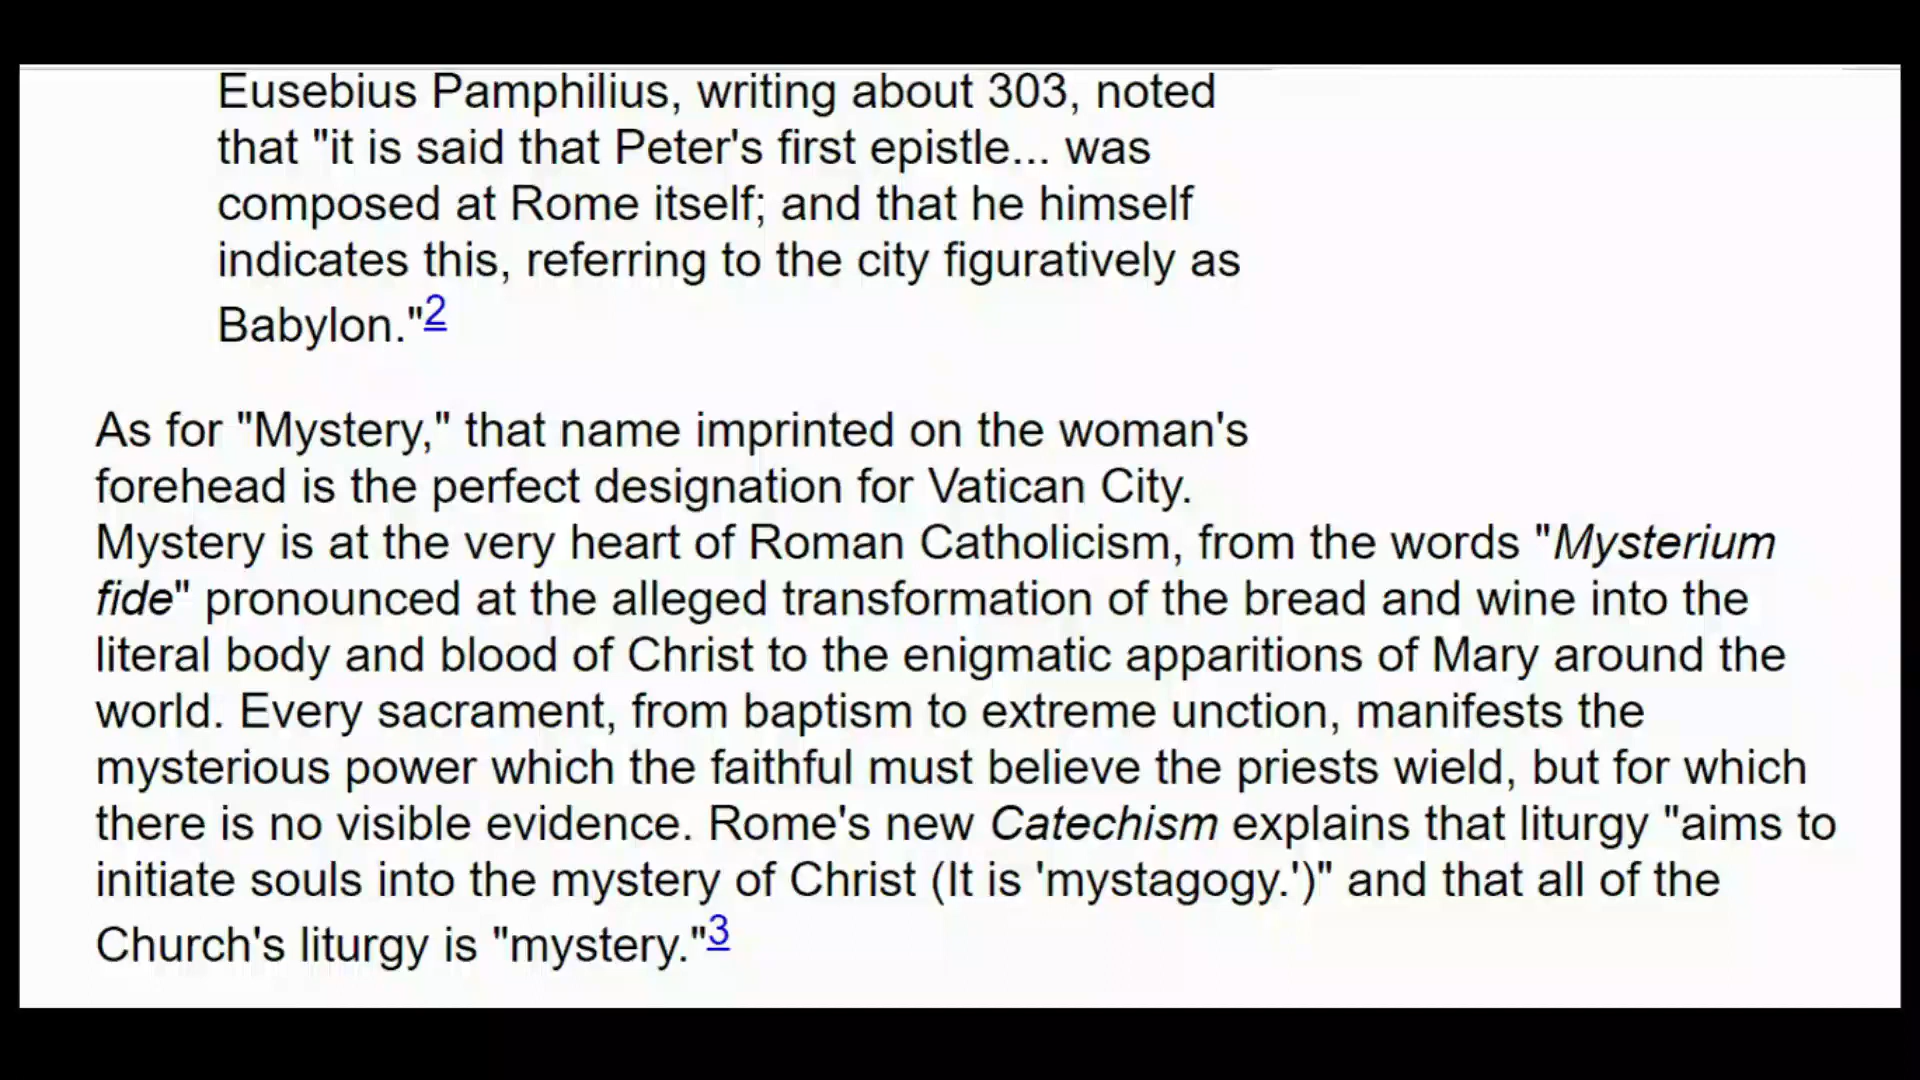 Eusebius Pamphilius, writing about 303, noted
that "it is said that Peter's first epistle... was
composed at Rome itself; and that he himself
indicates this, referring to the city figuratively as
Babylon."2
As for "Mystery," that name imprinted on the woman's
forehead is the perfect designation for Vatican City.
Mystery is at the very heart of Roman Catholicism, from the words "Mysterium
fide" pronounced at the alleged transformation of the bread and wine into the
literal body and blood of Christ to the enigmatic apparitions of Mary around the
world. Every sacrament, from baptism to extreme unction, manifests the
mysterious power which the faithful must believe the priests wield, but for which
there is no visible evidence. Rome's new Catechism explains that liturgy "aims to
initiate souls into the mystery of Christ (It is 'mystagogy.')" and that all of the
Church's liturgy is "mystery."3